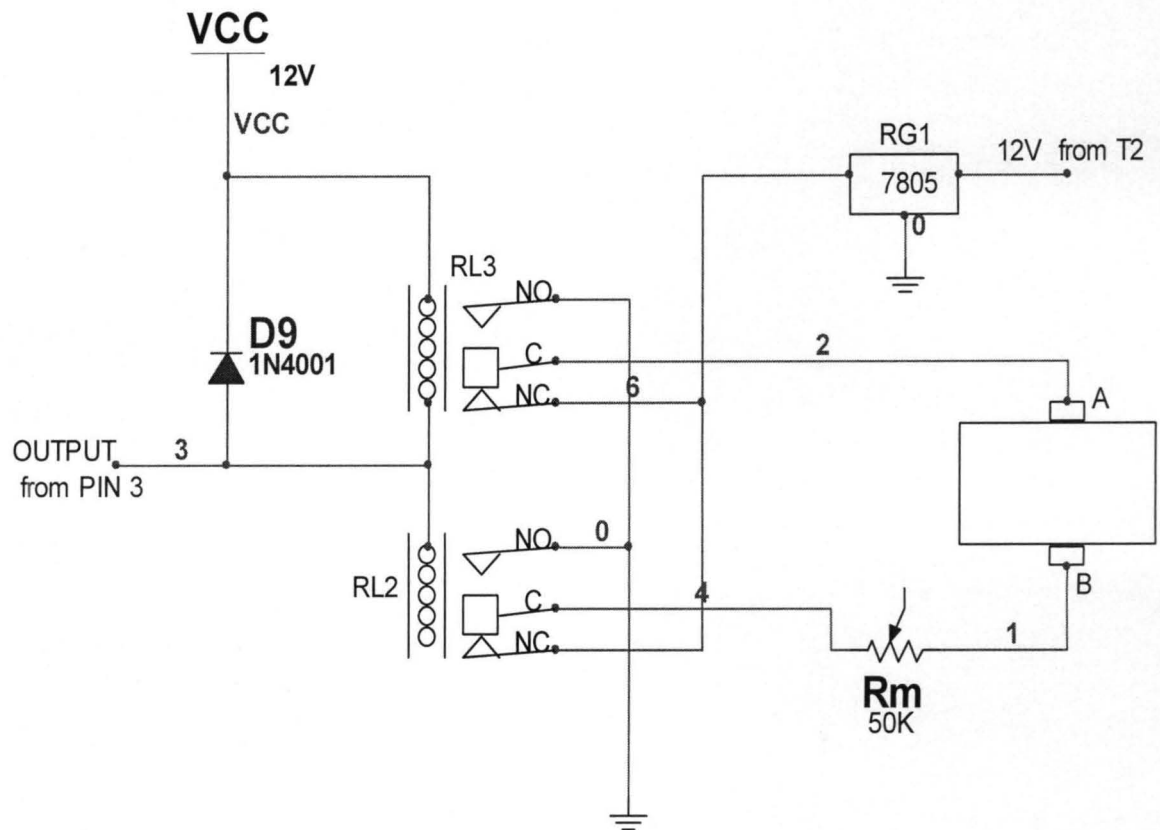 VCC
12V
VCC
RG1
7805
12V from T2
0
RL3
NO
C
2
NC
6
D9
1N4001
A
OUTPUT
from PIN 3
3
NO
0
RL2
C
4
NC
B
1
Rm
50K